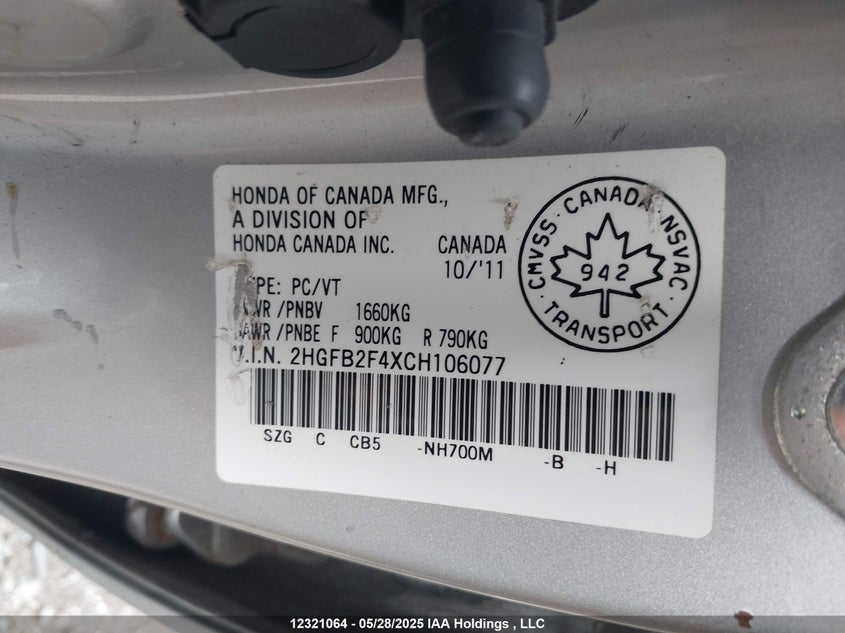 HONDA OF CANADA MFG.,
A DIVISION OF
HONDA CANADA INC. CANADA
10/'11
PC/VT
/PNBV 1660KG
/PNBE F 900KG R 790KG
V.I.N. 2HGFB2F4XCH106077
SZG C CB5 -NH700M -B -H
CMVSS · CANADA · NSVAC · TRANSPORT ·
942
12321064 - 05/28/2025 IAA Holdings , LLC